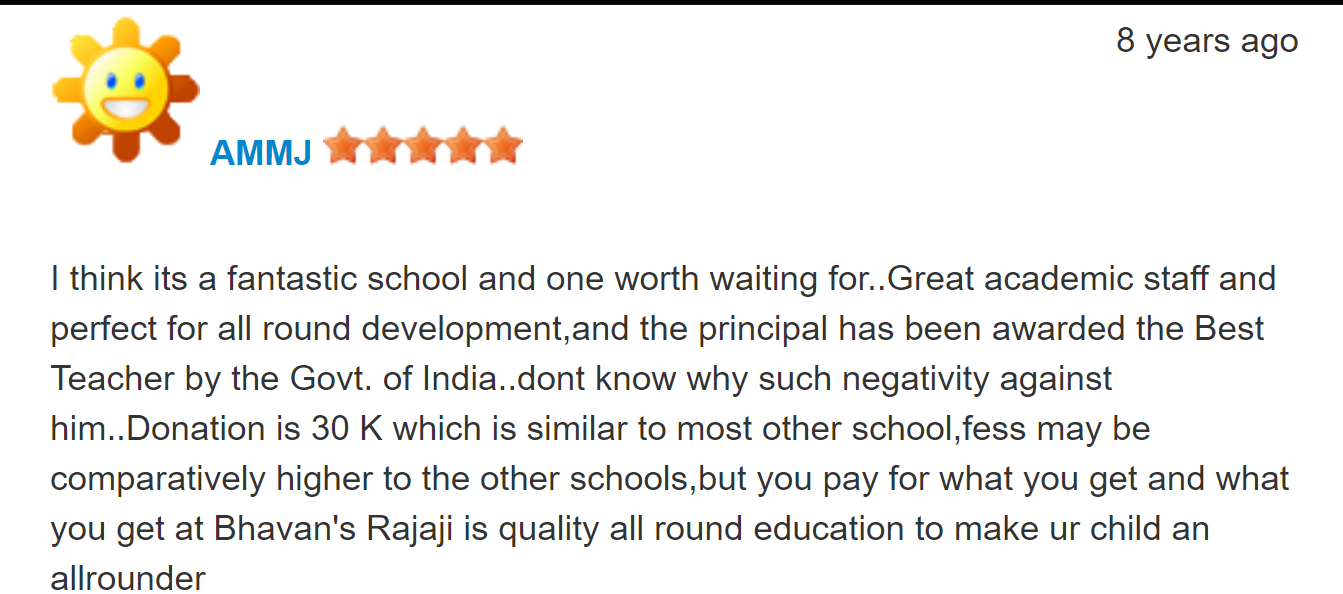 8 years ago
AMMJ
I think its a fantastic school and one worth waiting for..Great academic staff and
perfect for all round development,and the principal has been awarded the Best
Teacher by the Govt. of India..dont know why such negativity against
him..Donation is 30 K which is similar to most other school,fess may be
comparatively higher to the other schools,but you pay for what you get and what
you get at Bhavan's Rajaji is quality all round education to make ur child an
allrounder